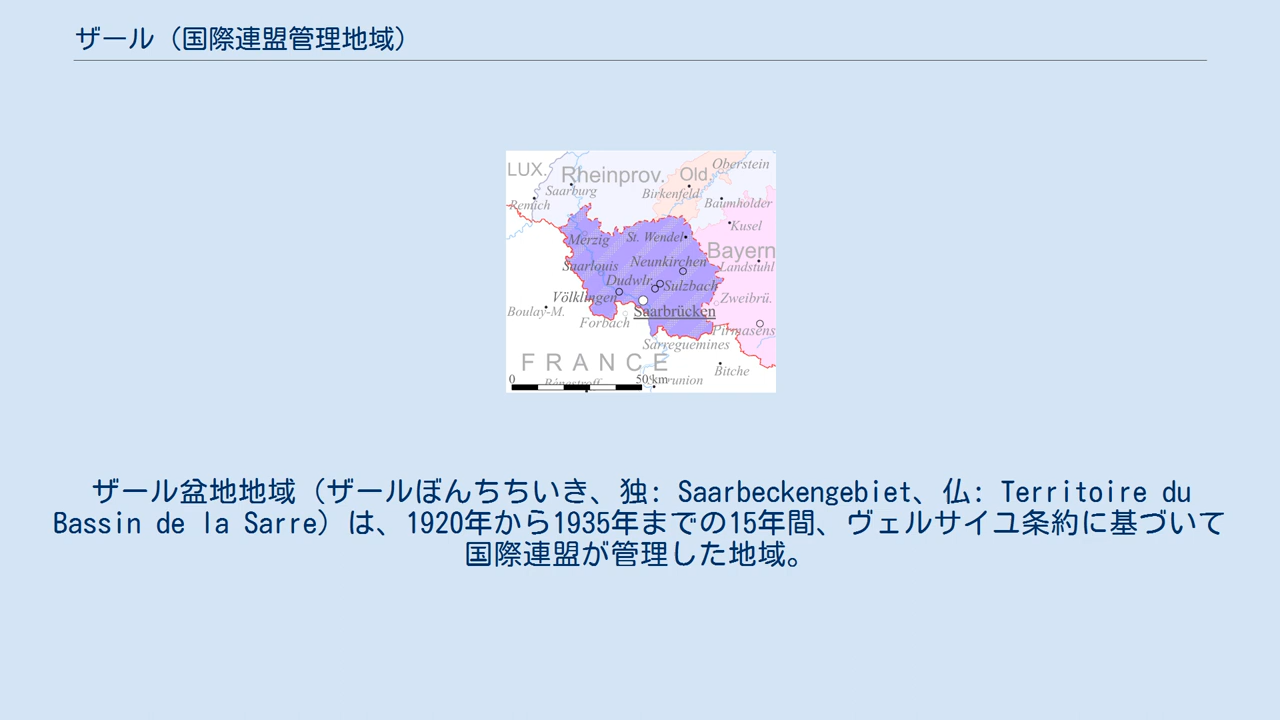 ザール（国際連盟管理地域）
LUX.
Rheinprov.
Old.
Oberstein
Saarburg
Birkenfeld
Remich
Baumholder
Kusel
Merzig
St. Wendel
Bayern
Saarlouis
Neunkirchen
Landstuhl
Dudwlr.
Sulzbach
Völklingen
Zweibrü.
Boulay-M.
Saarbrücken
Forbach
Pirmasens
Sarreguemines
FRANCE
Bitche
0
50 km
ザール盆地地域（ザールぼんちちいき、独: Saarbeckengebiet、仏: Territoire du
Bassin de la Sarre）は、1920年から1935年までの15年間、ヴェルサイユ条約に基づいて
国際連盟が管理した地域。